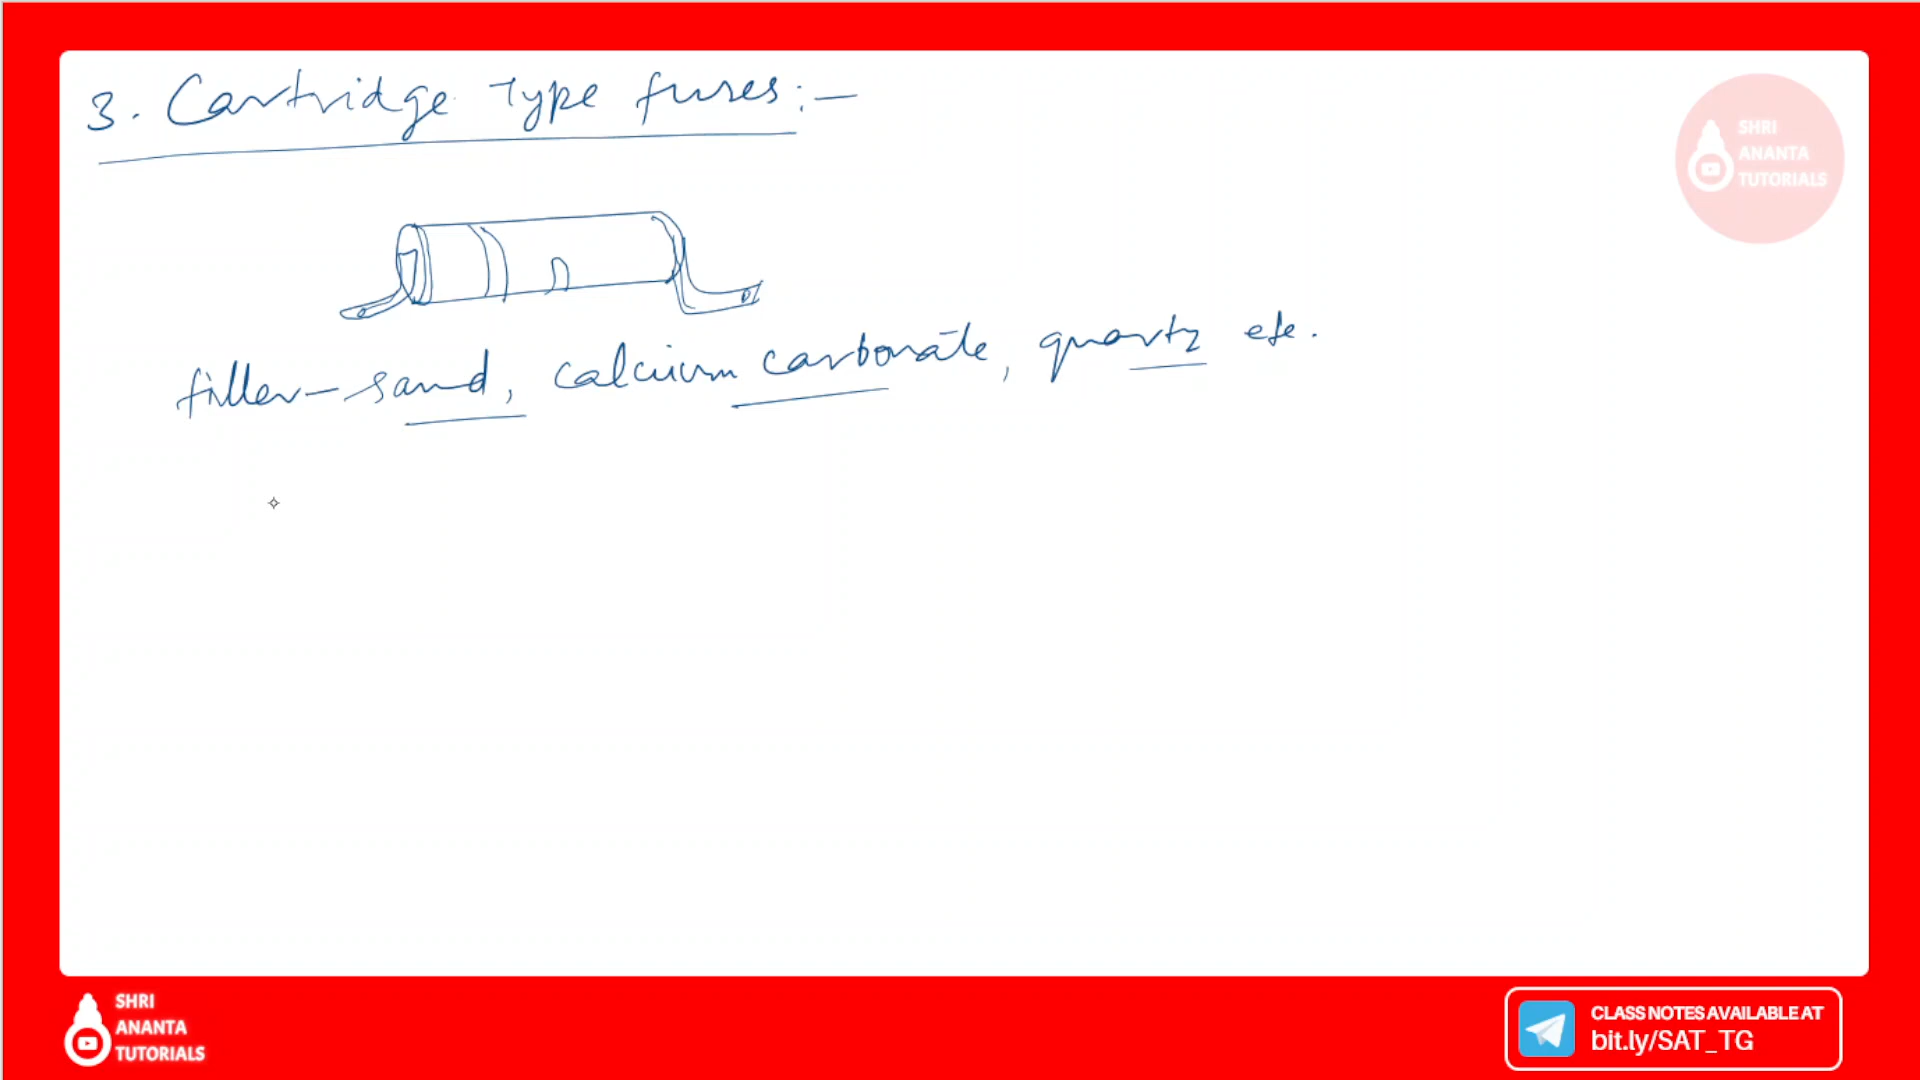 3. Cartridge Type fuses:-
filler-sand, calcium carbonate, quartz etc.
SHRI
ANANTA
TUTORIALS
SHRI
ANANTA
TUTORIALS
CLASS NOTES AVAILABLE AT
bit.ly/SAT_TG